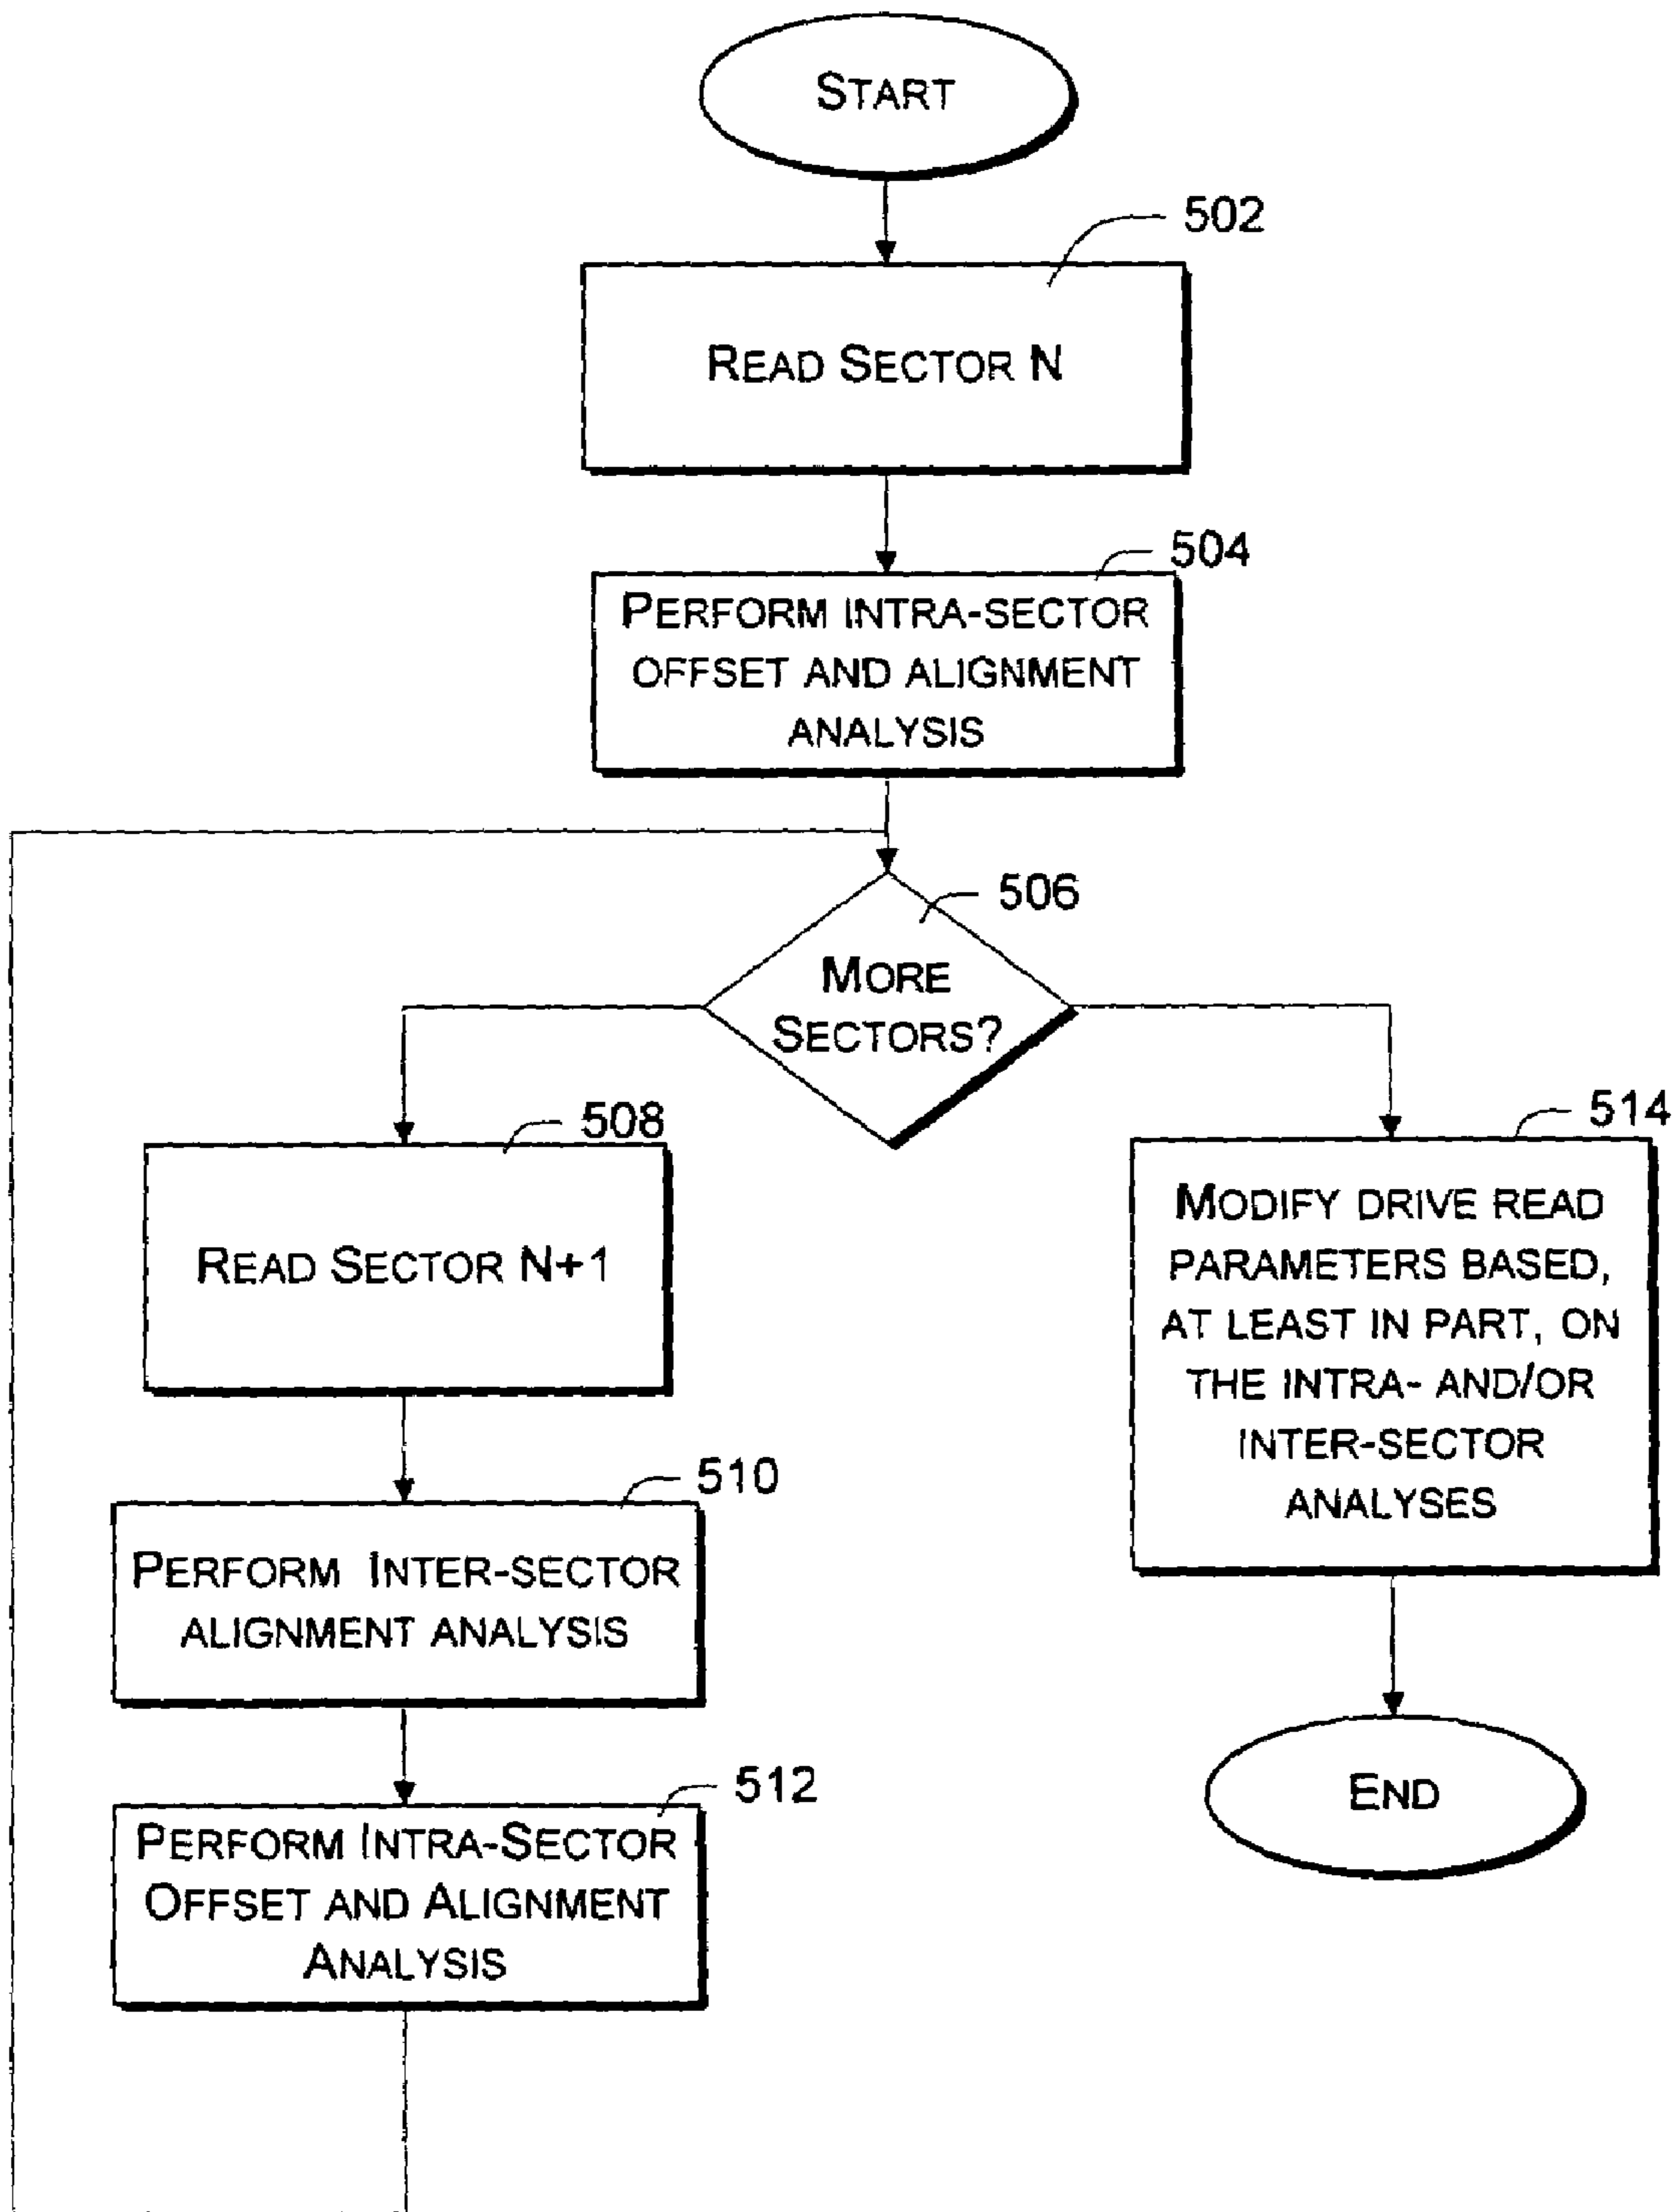 START
502
READ SECTOR N
504
PERFORM INTRA-SECTOR
OFFSET AND ALIGNMENT
ANALYSIS
506
MORE
SECTORS?
508
READ SECTOR N+1
510
PERFORM INTER-SECTOR
ALIGNMENT ANALYSIS
512
PERFORM INTRA-SECTOR
OFFSET AND ALIGNMENT
ANALYSIS
514
MODIFY DRIVE READ
PARAMETERS BASED,
AT LEAST IN PART, ON
THE INTRA- AND/OR
INTER-SECTOR
ANALYSES
END